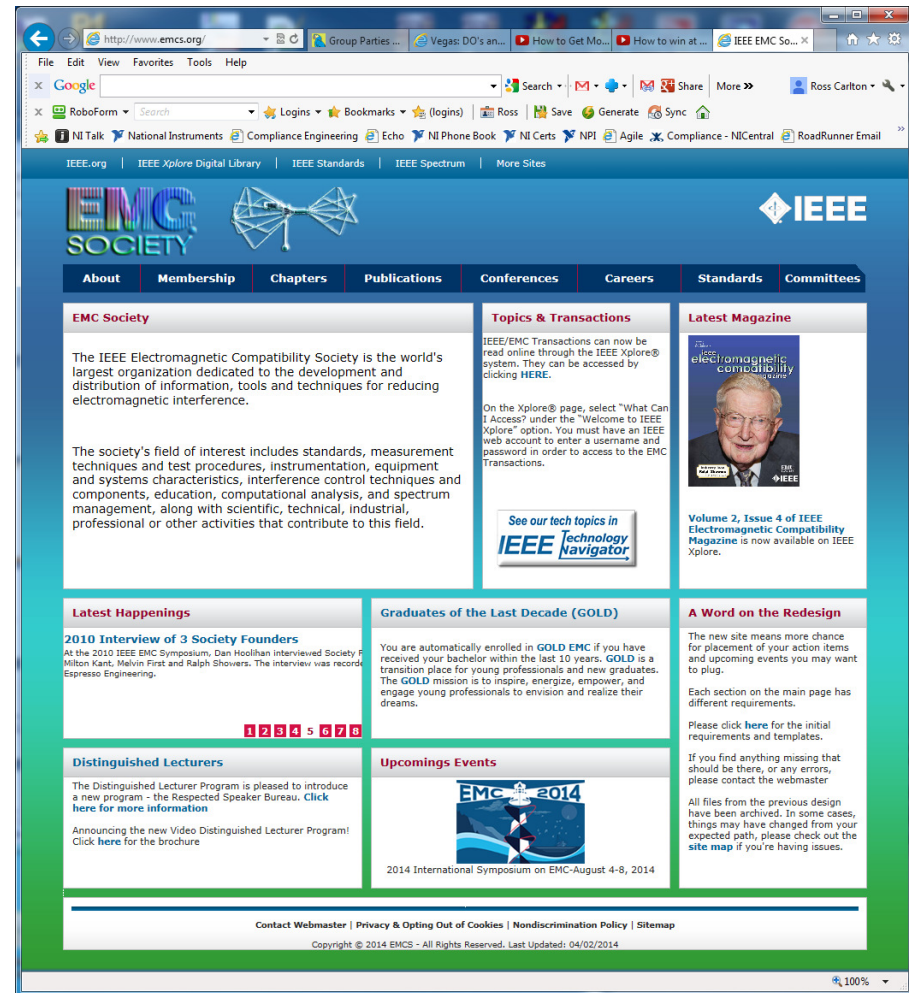 http://www.emcs.org/
Group Parties ...
Vegas: DO's an...
How to Get Mo...
How to win at ...
IEEE EMC So...
File Edit View Favorites Tools Help
x Google Search Share More >> Ross Carlton
x RoboForm Search Logins Bookmarks (logins) Ross Save Generate Sync
NI Talk National Instruments Compliance Engineering Echo NI Phone Book NI Certs NPI Agile Compliance - NICentral RoadRunner Email
IEEE.org | IEEE Xplore Digital Library | IEEE Standards | IEEE Spectrum | More Sites
EMC
SOCIETY
IEEE
About Membership Chapters Publications Conferences Careers Standards Committees
EMC Society
The IEEE Electromagnetic Compatibility Society is the world's
largest organization dedicated to the development and
distribution of information, tools and techniques for reducing
electromagnetic interference.
The society's field of interest includes standards, measurement
techniques and test procedures, instrumentation, equipment
and systems characteristics, interference control techniques and
components, education, computational analysis, and spectrum
management, along with scientific, technical, industrial,
professional or other activities that contribute to this field.
Topics & Transactions
IEEE/EMC Transactions can now be
read online through the IEEE Xplore®
system. They can be accessed by
clicking HERE.
On the Xplore® page, select "What Can
I Access? under the "Welcome to IEEE
Xplore" option. You must have an IEEE
web account to enter a username and
password in order to access to the EMC
Transactions.
See our tech topics in
IEEE Technology
Navigator
Latest Magazine
ieee
electromagnetic
compatibility
magazine
EMC
IEEE
Volume 2, Issue
4 of IEEE
Electromagnetic Compatibility
Magazine is now available on IEEE
Xplore.
Latest Happenings
2010 Interview of 3 Society Founders
At the 2010 IEEE EMC Symposium, Dan Hoolihan interviewed Society F
Milton Kant, Melvin First and Ralph Showers. The interview was recorde
Espresso Engineering.
1 2 3 4 5 6 7 8
Graduates of the Last Decade (GOLD)
You are automatically enrolled in GOLD EMC if you have
received your bachelor within the last 10 years. GOLD is a
transition place for young professionals and new graduates.
The GOLD mission is to inspire, energize, empower, and
engage young professionals to envision and realize their
dreams.
A Word on the Redesign
The new site means more chance
for placement of your action items
and upcoming events you may want
to plug.
Each section on the main page has
different requirements.
Please click here for the initial
requirements and templates.
If you find anything missing that
should be there, or any errors,
please contact the webmaster
All files from the previous design
have been archived. In some cases,
things may have changed from your
expected path, please check out the
site map if you're having issues.
Distinguished Lecturers
The Distinguished Lecturer Program is pleased to introduce
a new program - the Respected Speaker Bureau. Click
here for more information
Announcing the new Video Distinguished Lecturer Program!
Click here for the brochure
Upcomings Events
EMC 2014
2014 International Symposium on EMC-August 4-8, 2014
Contact Webmaster | Privacy & Opting Out of Cookies | Nondiscrimination Policy | Sitemap
Copyright © 2014 EMCS - All Rights Reserved. Last Updated: 04/02/2014
100%